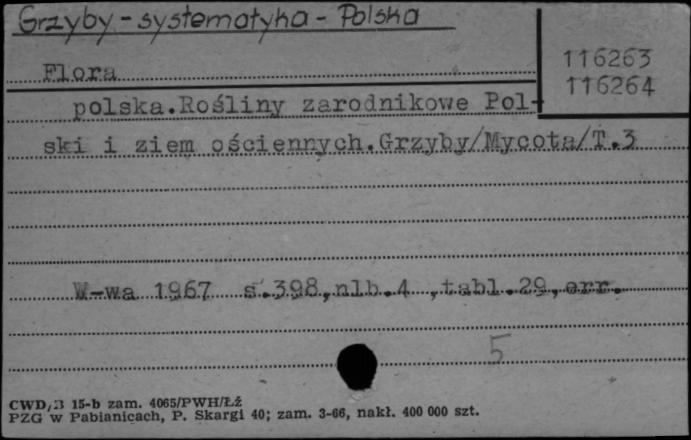 Grzyby - systematyka - Polska
Flora
116263
116264
polska.Rośliny zarodnikowe Pol-
ski i ziem ościennych.Grzyby/Mycota/T.3
W-wa 1967 s.398,nlb.4 ,tabl.29,err.
5
CWD/B 15-b zam. 4065/PWH/Łź
PZG w Pabianicach, P. Skargi 40; zam. 3-66, nakł. 400 000 szt.